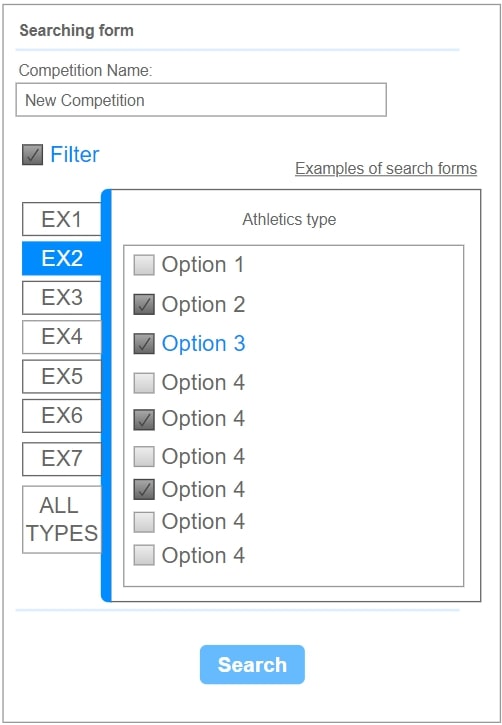 Searching form
Competition Name:
New Competition
Filter
Examples of search forms
EX1
EX2
EX3
EX4
EX5
EX6
EX7
ALL
TYPES
Athletics type
Option 1
Option 2
Option 3
Option 4
Option 4
Option 4
Option 4
Option 4
Option 4
Search